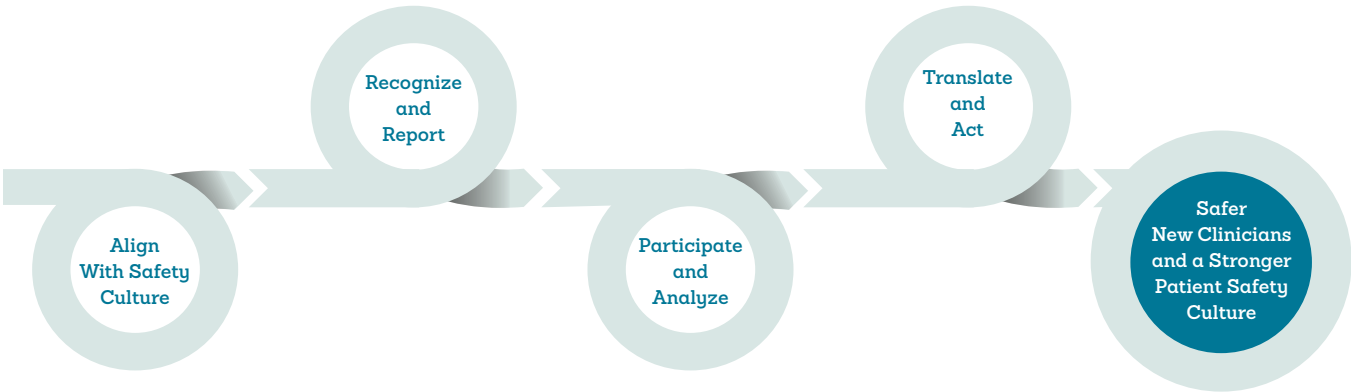 Align
With Safety
Culture
Recognize
and
Report
Participate
and
Analyze
Translate
and
Act
Safer
New Clinicians
and a Stronger
Patient Safety
Culture